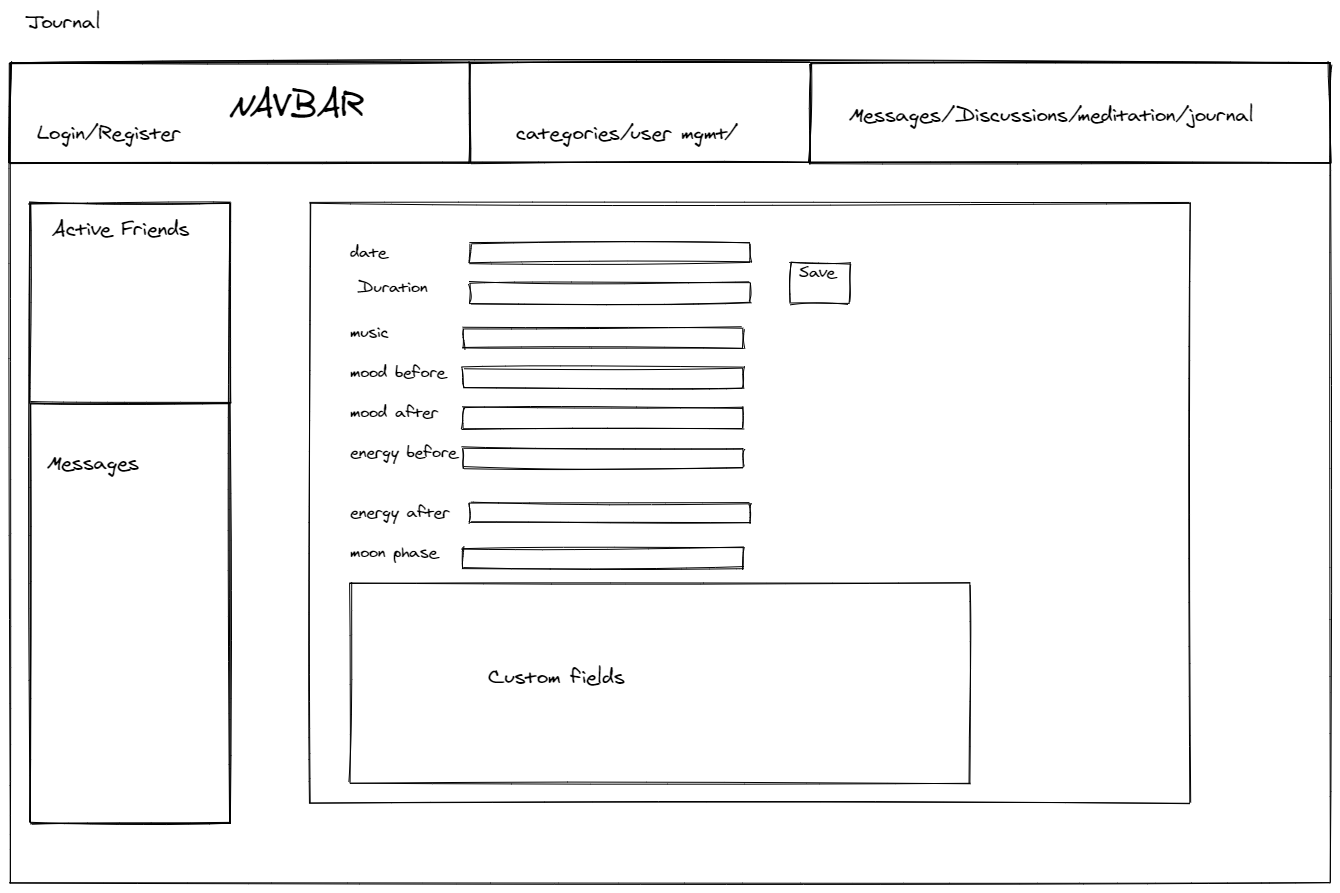 Journal
NAVBAR
Login/Register
categories/user mgmt/
Messages/Discussions/meditation/journal
Active Friends
Messages
date
Duration
Save
music
mood before
mood after
energy before
energy after
moon phase
Custom fields